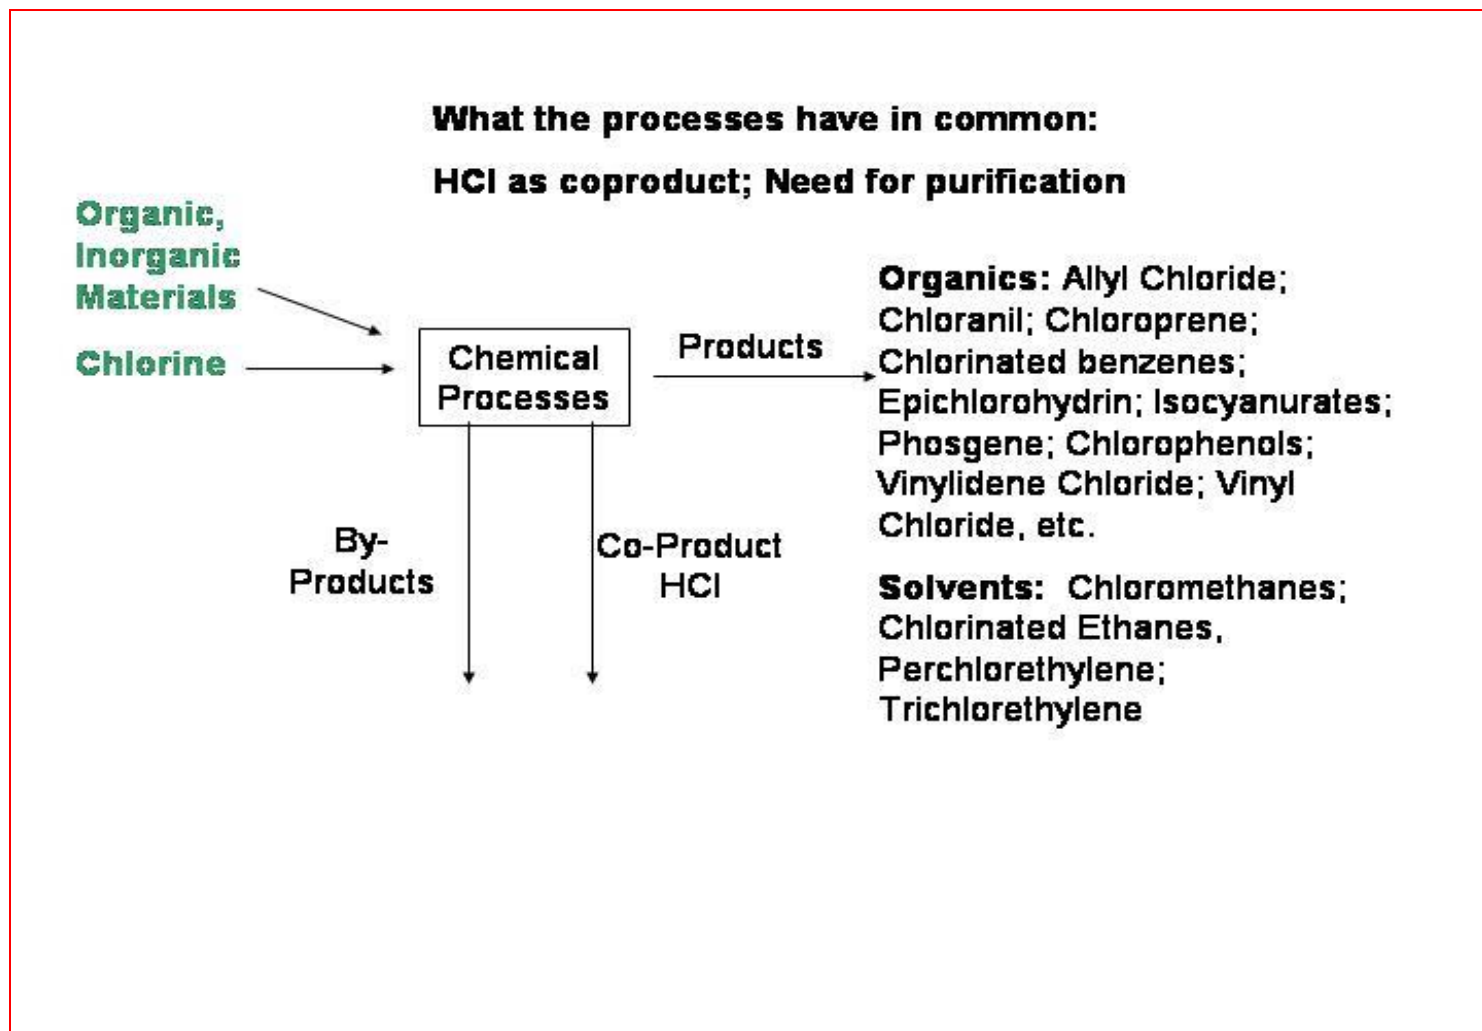 What the processes have in common:
HCl as coproduct; Need for purification
Organic,
Inorganic
Materials
Chlorine
Chemical
Processes
Products
Organics: Allyl Chloride;
Chloranil; Chloroprene;
Chlorinated benzenes;
Epichlorohydrin; Isocyanurates;
Phosgene; Chlorophenols;
Vinylidene Chloride; Vinyl
Chloride, etc.
By-
Products
Co-Product
HCl
Solvents: Chloromethanes;
Chlorinated Ethanes,
Perchlorethylene;
Trichlorethylene